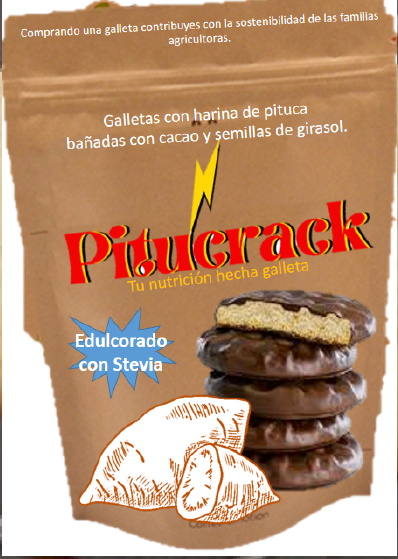 Comprando una galleta contribuyes con la sostenibilidad de las familias
agricultoras.
Galletas con harina de pituca
bañadas con cacao y semillas de girasol.
Pitucrack
Tu nutrición hecha galleta
Edulcorado
con Stevia